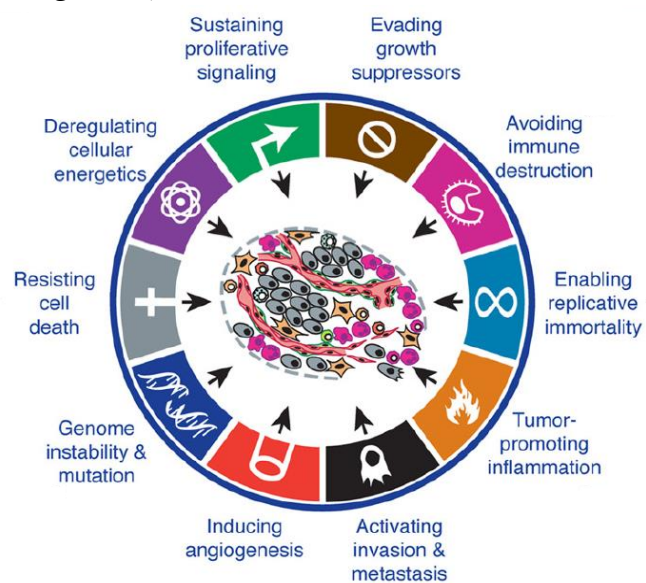 Sustaining
proliferative
signaling
Evading
growth
suppressors
Avoiding
immune
destruction
Enabling
replicative
immortality
Tumor-
promoting
inflammation
Activating
invasion &
metastasis
Inducing
angiogenesis
Genome
instability &
mutation
Resisting
cell
death
Deregulating
cellular
energetics